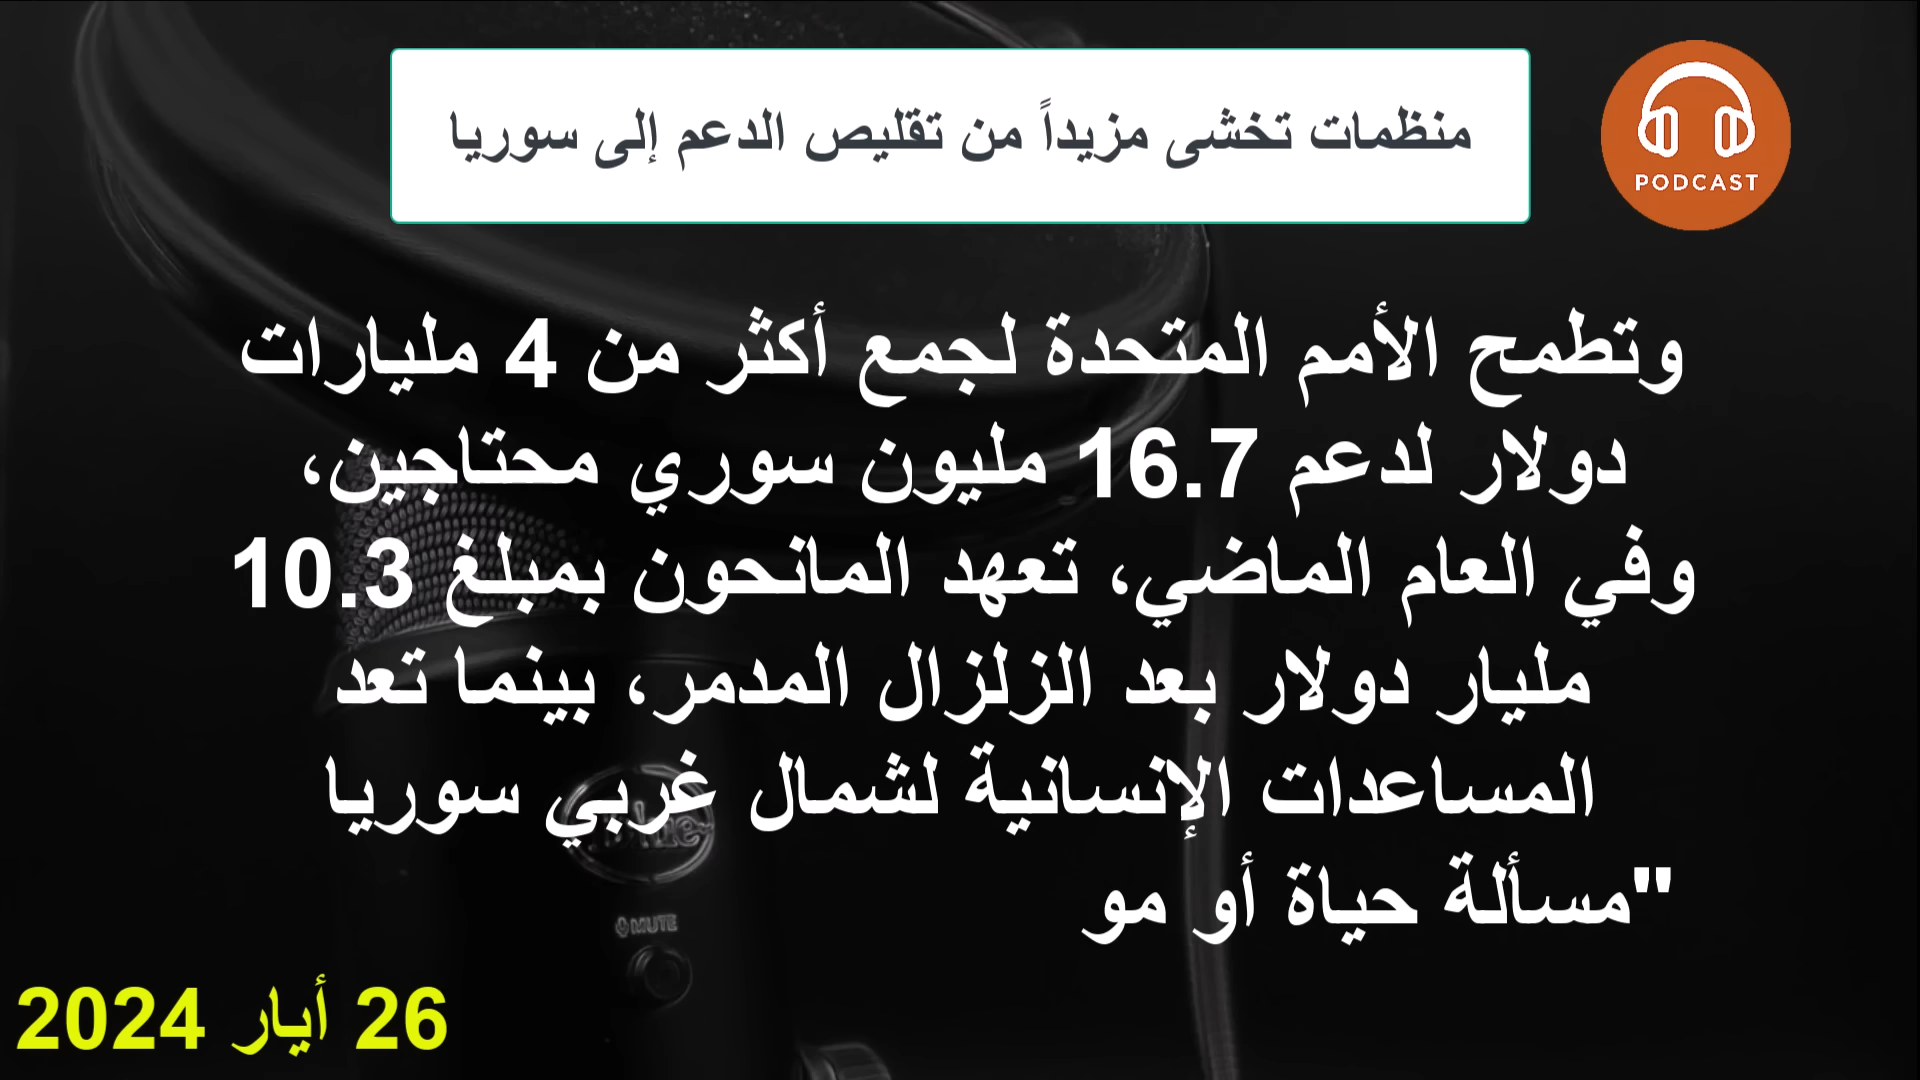 منظمات تخشى مزيداً من تقليص الدعم إلى سوريا
PODCAST
وتطمح الأمم المتحدة لجمع أكثر من 4 مليارات
دولار لدعم 16.7 مليون سوري محتاجين،
وفي العام الماضي، تعهد المانحون بمبلغ 10.3
مليار دولار بعد الزلزال المدمر، بينما تعد
المساعدات الإنسانية لشمال غربي سوريا
"مسألة حياة أو مو
Blue
MUTE
26 أيار 2024